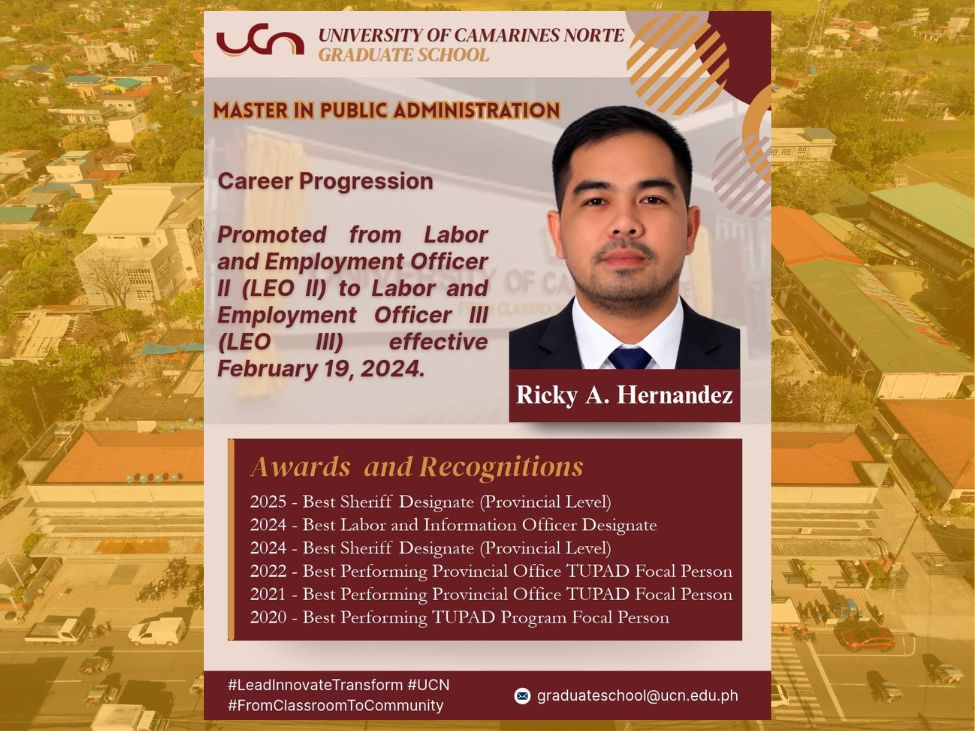 ucn UNIVERSITY OF CAMARINES NORTE
GRADUATE SCHOOL
MASTER IN PUBLIC ADMINISTRATION
Career Progression
Promoted from Labor
and Employment Officer
II (LEO II) to Labor and
Employment Officer III
(LEO III) effective
February 19, 2024.
Ricky A. Hernandez
Awards and Recognitions
2025 - Best Sheriff Designate (Provincial Level)
2024 - Best Labor and Information Officer Designate
2024 - Best Sheriff Designate (Provincial Level)
2022 - Best Performing Provincial Office TUPAD Focal Person
2021 - Best Performing Provincial Office TUPAD Focal Person
2020 - Best Performing TUPAD Program Focal Person
#LeadInnovateTransform #UCN
#FromClassroomToCommunity
graduateschool@ucn.edu.ph